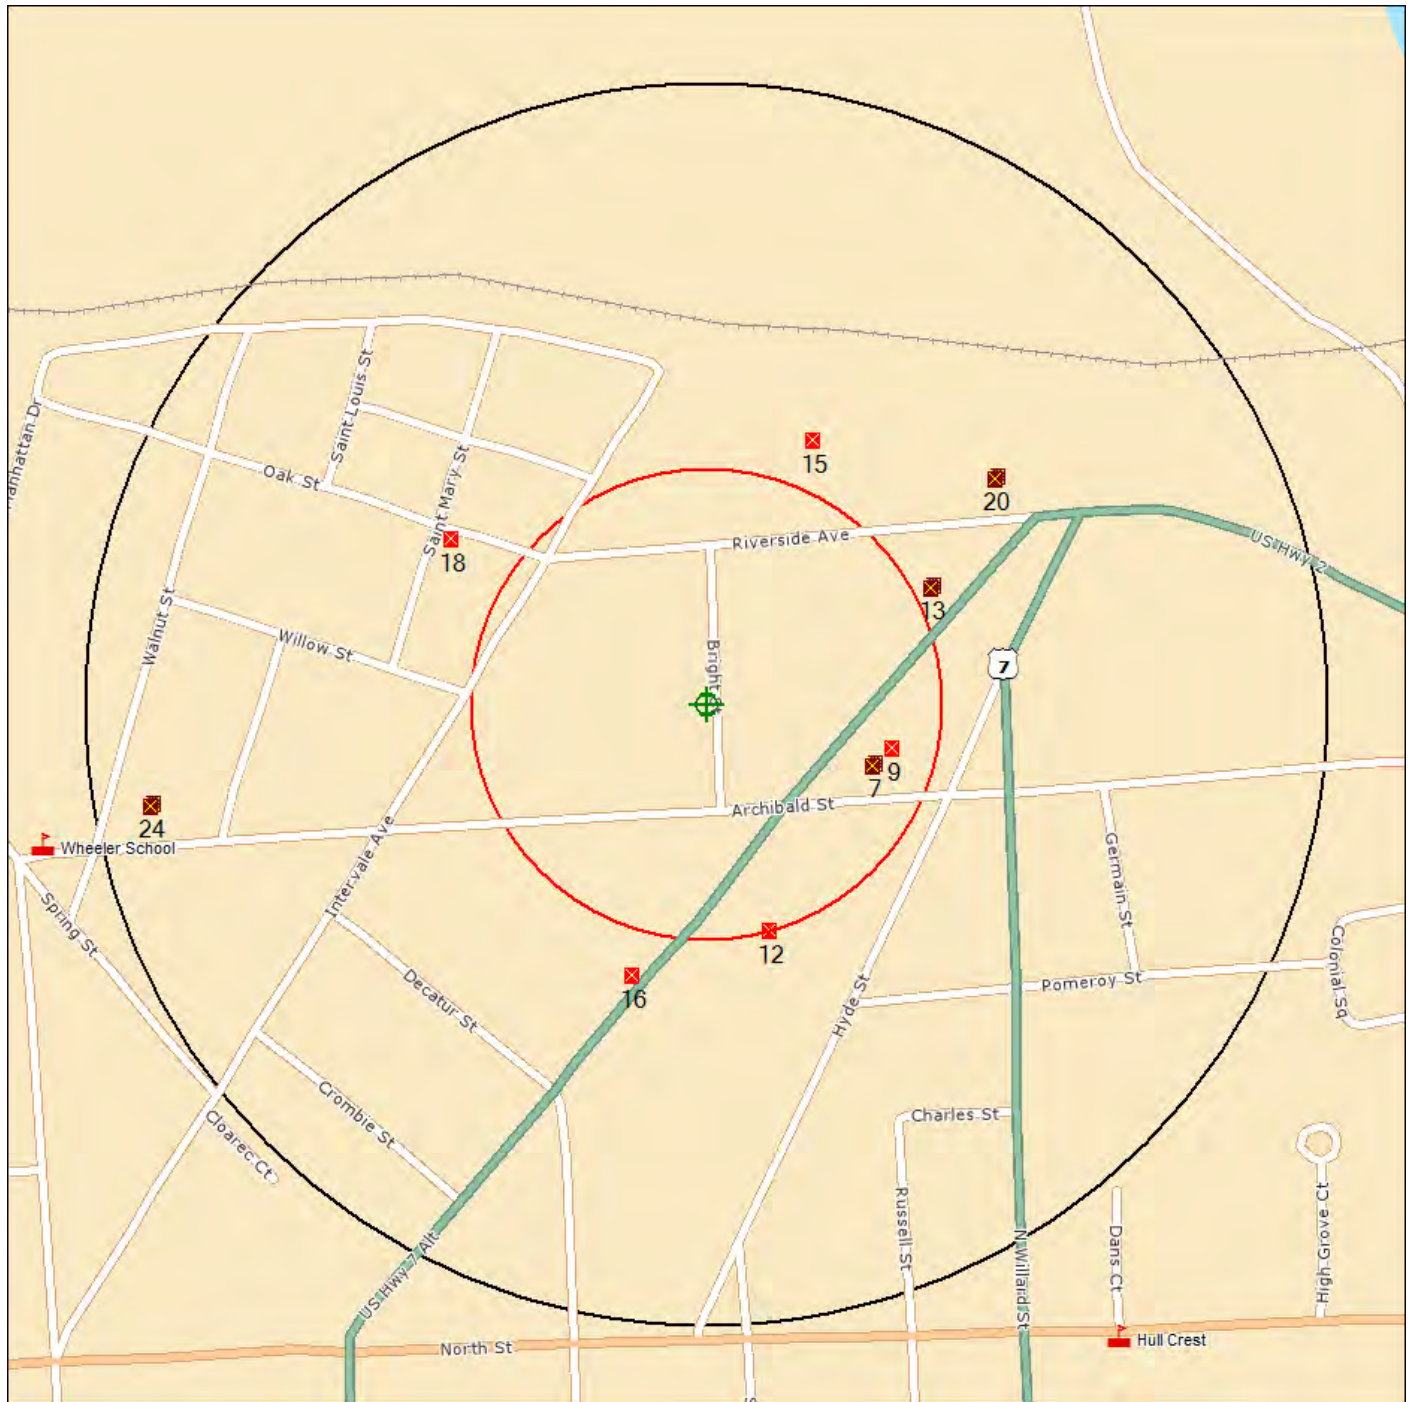 Manhattan Dr
Saint Louis St
Oak St
Saint Mary St
15
20
Riverside Ave
US Hwy 2
18
13
Walnut St
Willow St
Bright St
7
9
7
24
Archibald St
Wheeler School
Intervale Ave
Germain St
Spring St
12
Colonial Sq
16
Decatur St
Pomeroy St
Hyde St
Crombie St
Charles St
Cloarec Ct
Russell St
N Willard St
Dans Ct
High Grove Ct
US Hwy 7 Alt
North St
Hull Crest